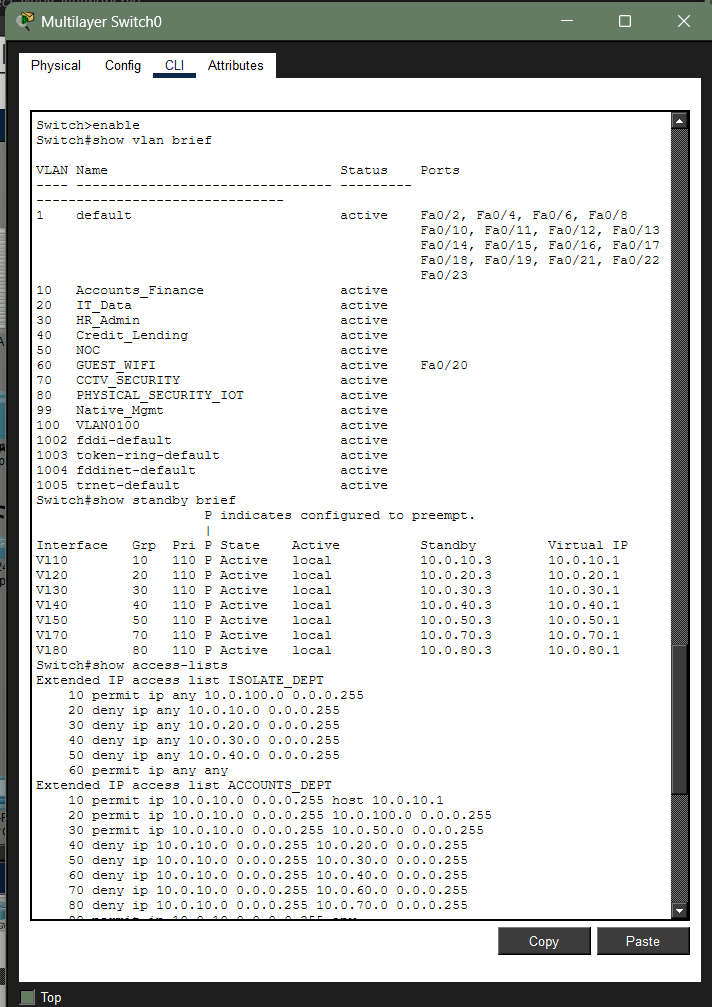 Multilayer Switch0
Physical Config CLI Attributes
Switch>enable
Switch#show vlan brief
VLAN Name Status Ports
---- -------------------------------- ---------
-------------------------------
1 default active Fa0/2, Fa0/4, Fa0/6, Fa0/8
Fa0/10, Fa0/11, Fa0/12, Fa0/13
Fa0/14, Fa0/15, Fa0/16, Fa0/17
Fa0/18, Fa0/19, Fa0/21, Fa0/22
Fa0/23
10 Accounts_Finance active
20 IT_Data active
30 HR_Admin active
40 Credit_Lending active
50 NOC active
60 GUEST_WIFI active Fa0/20
70 CCTV_SECURITY active
80 PHYSICAL_SECURITY_IOT active
99 Native_Mgmt active
100 VLAN0100 active
1002 fddi-default active
1003 token-ring-default active
1004 fddinet-default active
1005 trnet-default active
Switch#show standby brief
P indicates configured to preempt.
|
Interface Grp Pri P State Active Standby Virtual IP
Vl10 10 110 P Active local 10.0.10.3 10.0.10.1
Vl20 20 110 P Active local 10.0.20.3 10.0.20.1
Vl30 30 110 P Active local 10.0.30.3 10.0.30.1
Vl40 40 110 P Active local 10.0.40.3 10.0.40.1
Vl50 50 110 P Active local 10.0.50.3 10.0.50.1
Vl70 70 110 P Active local 10.0.70.3 10.0.70.1
Vl80 80 110 P Active local 10.0.80.3 10.0.80.1
Switch#show access-lists
Extended IP access list ISOLATE_DEPT
10 permit ip any 10.0.100.0 0.0.0.255
20 deny ip any 10.0.10.0 0.0.0.255
30 deny ip any 10.0.20.0 0.0.0.255
40 deny ip any 10.0.30.0 0.0.0.255
50 deny ip any 10.0.40.0 0.0.0.255
60 permit ip any any
Extended IP access list ACCOUNTS_DEPT
10 permit ip 10.0.10.0 0.0.0.255 host 10.0.10.1
20 permit ip 10.0.10.0 0.0.0.255 10.0.100.0 0.0.0.255
30 permit ip 10.0.10.0 0.0.0.255 10.0.50.0 0.0.0.255
40 deny ip 10.0.10.0 0.0.0.255 10.0.20.0 0.0.0.255
50 deny ip 10.0.10.0 0.0.0.255 10.0.30.0 0.0.0.255
60 deny ip 10.0.10.0 0.0.0.255 10.0.40.0 0.0.0.255
70 deny ip 10.0.10.0 0.0.0.255 10.0.60.0 0.0.0.255
80 deny ip 10.0.10.0 0.0.0.255 10.0.70.0 0.0.0.255
Copy Paste
Top